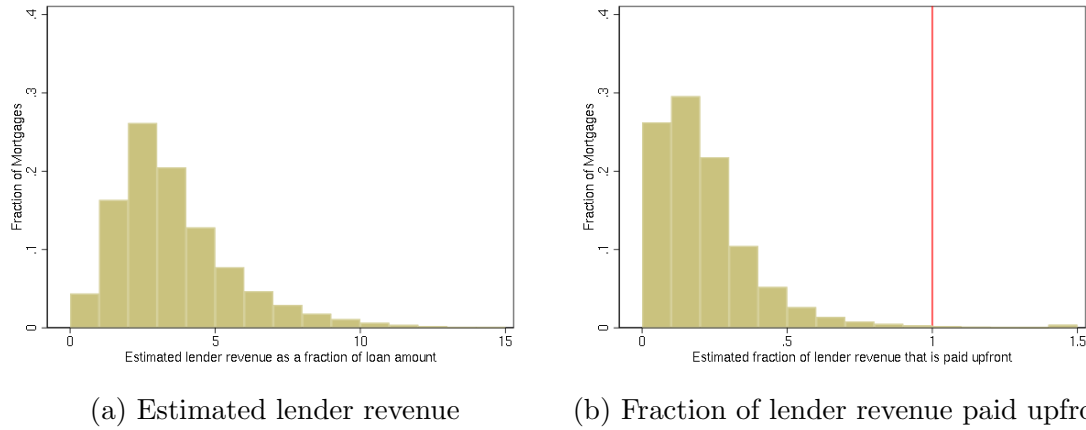 .4
.3
.2
.1
0
Fraction of Mortgages
0 5 10 15
Estimated lender revenue as a fraction of loan amount
(a) Estimated lender revenue
.4
.3
.2
.1
0
Fraction of Mortgages
0 .5 1 1.5
Estimated fraction of lender revenue that is paid upfront
(b) Fraction of lender revenue paid upfro